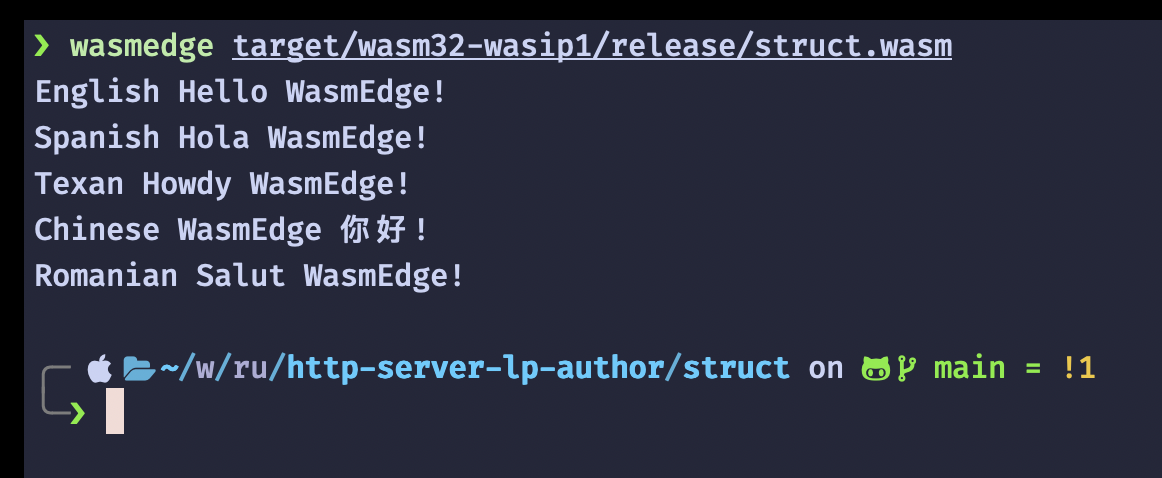 ❯ wasmedge target/wasm32-wasip1/release/struct.wasm
English Hello WasmEdge!
Spanish Hola WasmEdge!
Texan Howdy WasmEdge!
Chinese WasmEdge 你好!
Romanian Salut WasmEdge!
~/w/ru/http-server-lp-author/struct on main = !1
❯